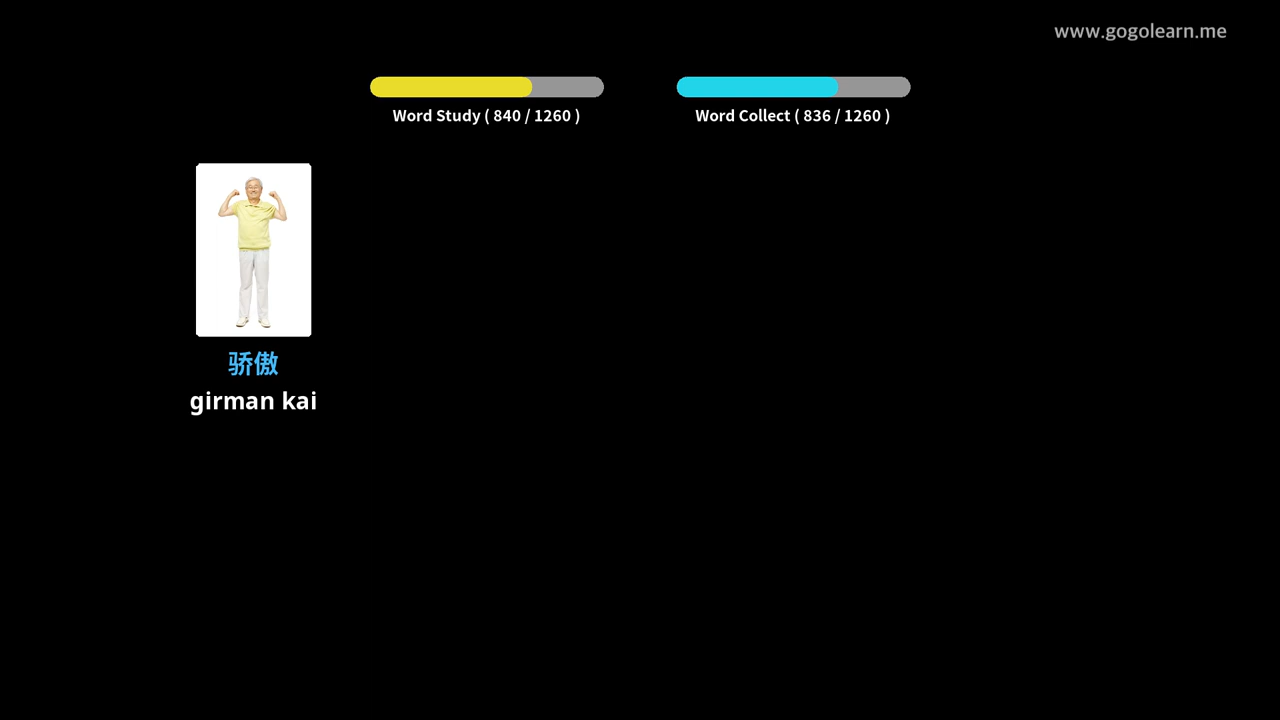 www.gogolearn.me
Word Study ( 840 / 1260 )
Word Collect ( 836 / 1260 )
骄傲
girman kai